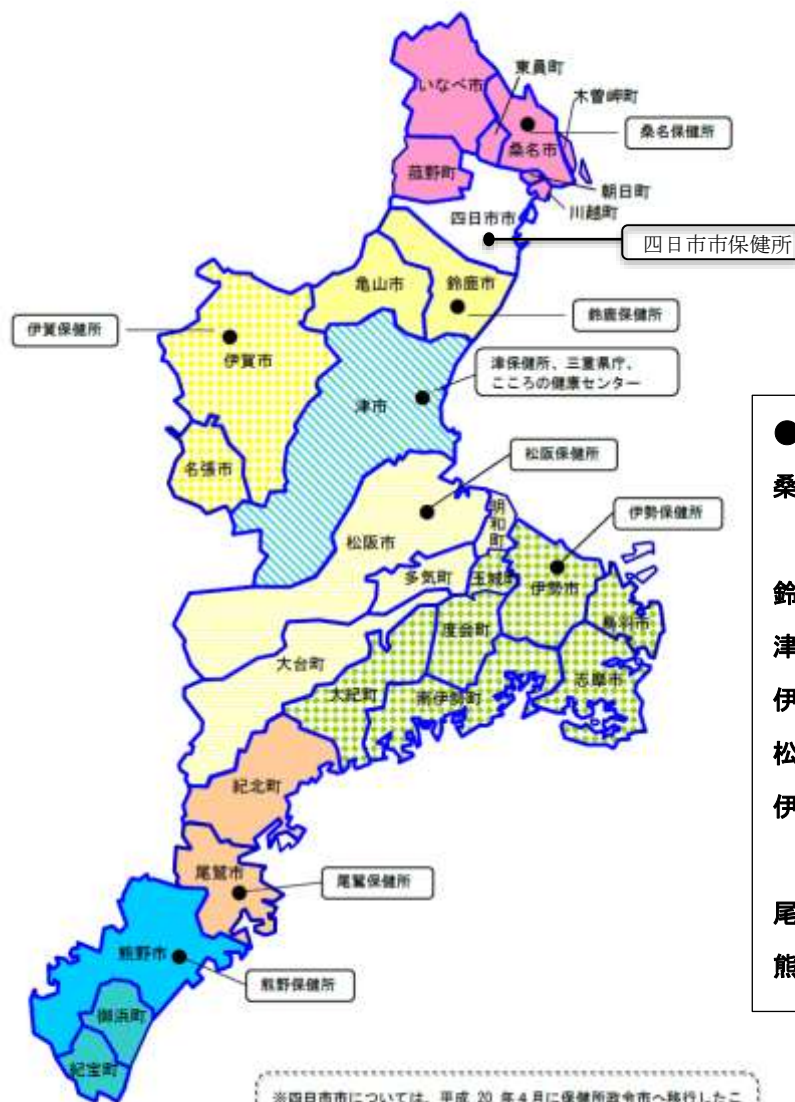 いなべ市
東員町
木曽岬町
桑名市
桑名保健所
菰野町
朝日町
川越町
四日市市
四日市市保健所
亀山市
鈴鹿市
鈴鹿保健所
伊賀保健所
伊賀市
津保健所、三重県庁、
こころの健康センター
津市
名張市
松阪保健所
明和町
伊勢保健所
松阪市
多気町
玉城町
伊勢市
鳥羽市
度会町
大台町
大紀町
南伊勢町
志摩市
紀北町
尾鷲市
尾鷲保健所
熊野市
熊野保健所
御浜町
紀宝町
●
桑
鈴
津
伊
松
伊
尾
熊
※四日市市については、平成 20 年4月に保健所政令市へ移行したこ